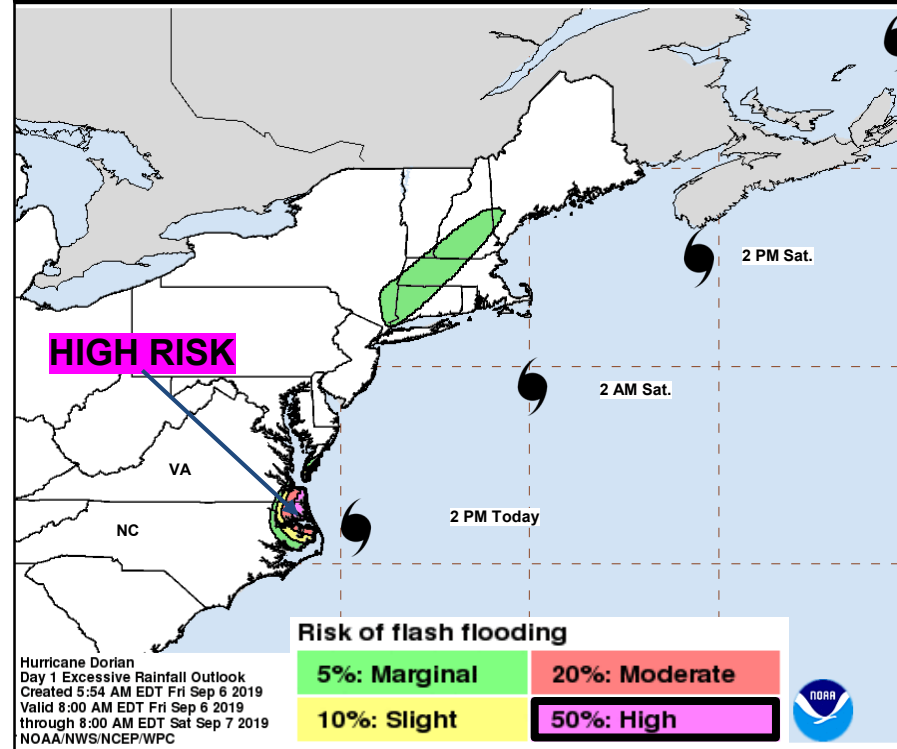 2 PM Sat.
HIGH RISK
2 AM Sat.
VA
2 PM Today
NC
Risk of flash flooding
5%: Marginal
20%: Moderate
10%: Slight
50%: High
Hurricane Dorian
Day 1 Excessive Rainfall Outlook
Created 5:54 AM EDT Fri Sep 6 2019
Valid 8:00 AM EDT Fri Sep 6 2019
through 8:00 AM EDT Sat Sep 7 2019
NOAA/NWS/NCEP/WPC
NOAA